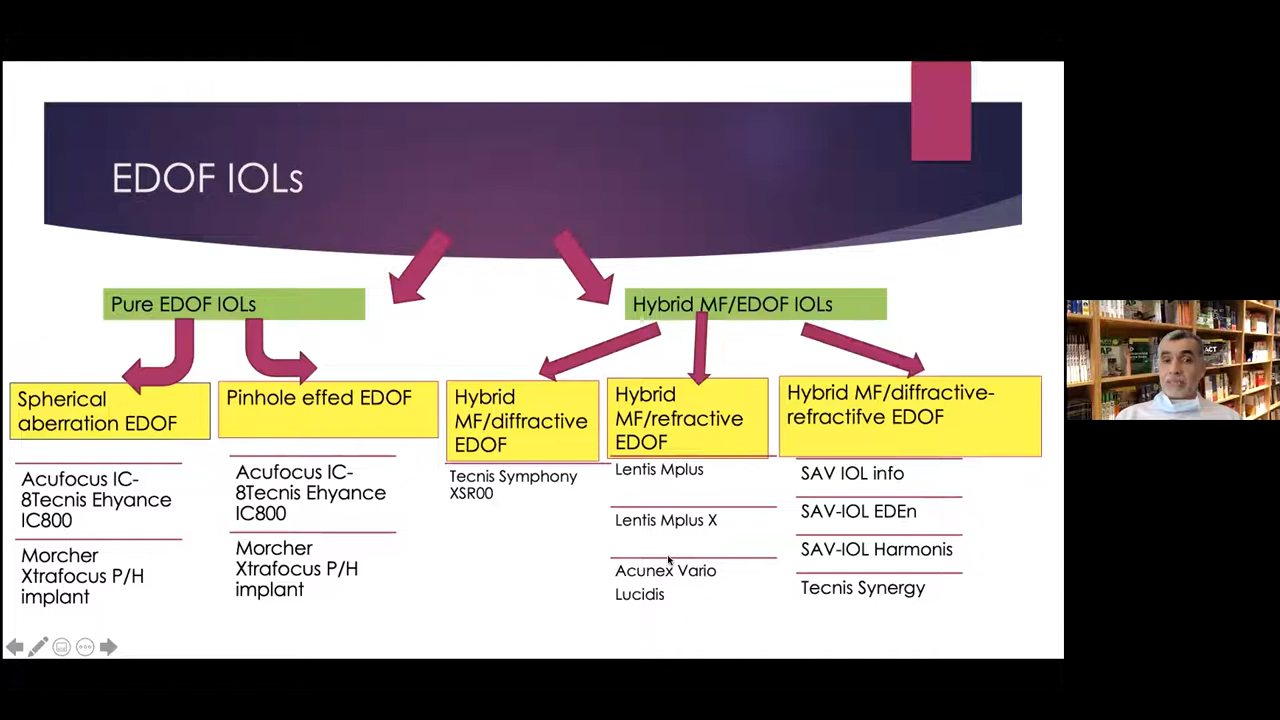 EDOF IOLs
Pure EDOF IOLs
Hybrid MF/EDOF IOLs
Spherical
aberration EDOF
Pinhole effed EDOF
Hybrid
MF/diffractive
EDOF
Hybrid
MF/refractive
EDOF
Hybrid MF/diffractive-
refractifve EDOF
Acufocus IC-
8Tecnis Ehyance
IC800
Morcher
Xtrafocus P/H
implant
Acufocus IC-
8Tecnis Ehyance
IC800
Morcher
Xtrafocus P/H
implant
Tecnis Symphony
XSR00
Lentis Mplus
Lentis Mplus X
Acunex Vario
Lucidis
SAV IOL info
SAV-IOL EDEn
SAV-IOL Harmonis
Tecnis Synergy